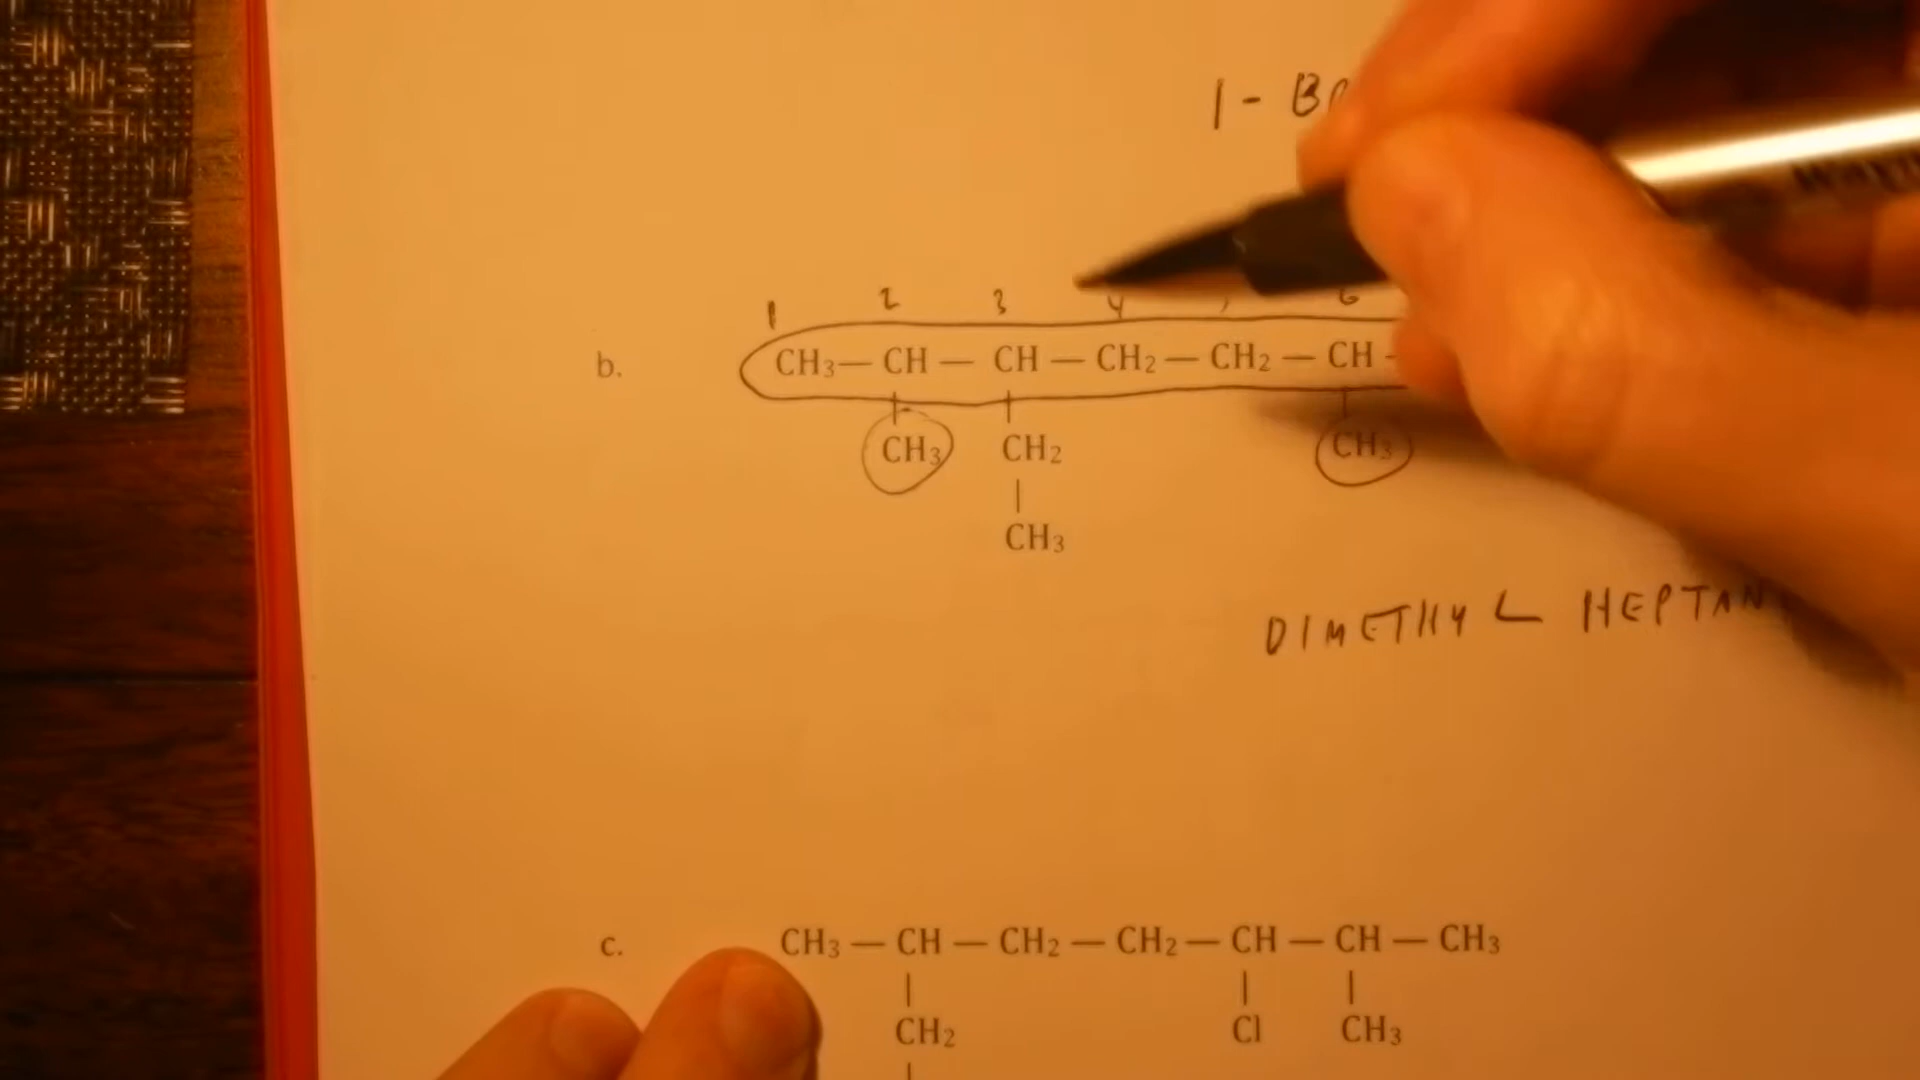 1 - B
1 2 3 4 6
b. CH₃— CH — CH — CH₂ — CH₂ — CH -
CH₃ CH₂ CH₃
CH₃
DIMETHYL HEPTAN
c. CH₃ — CH — CH₂ — CH₂ — CH — CH — CH₃
CH₂ Cl CH₃